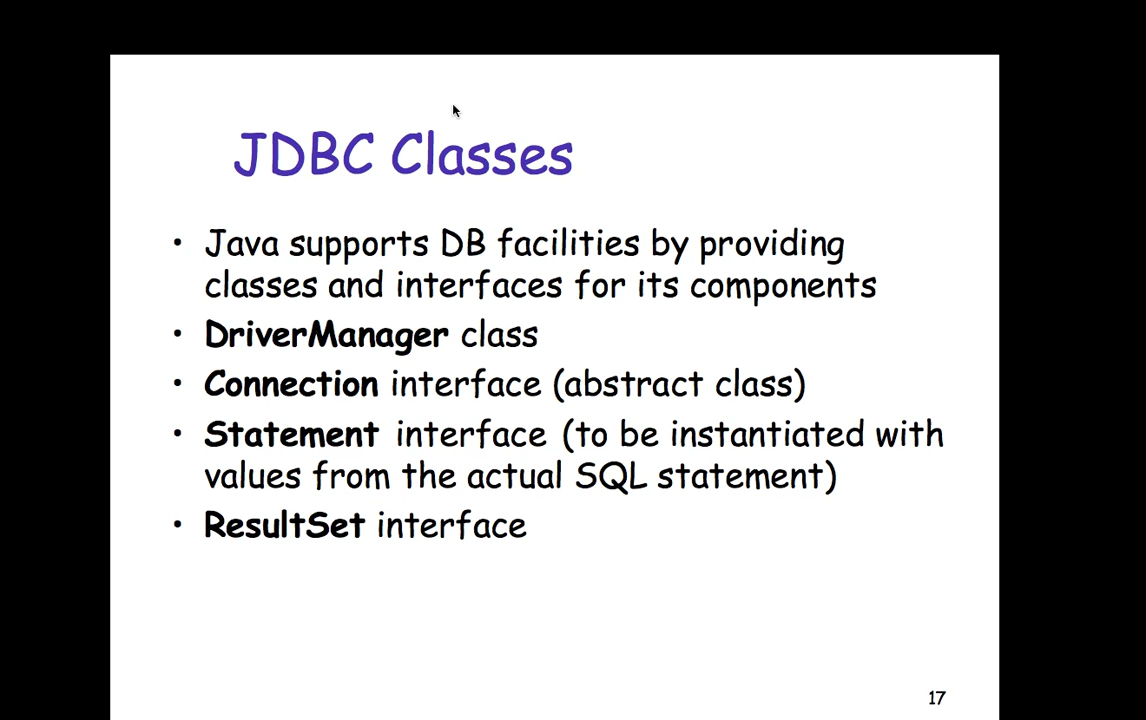 JDBC Classes
• Java supports DB facilities by providing
classes and interfaces for its components
• DriverManager class
• Connection interface (abstract class)
• Statement interface (to be instantiated with
values from the actual SQL statement)
• ResultSet interface
17